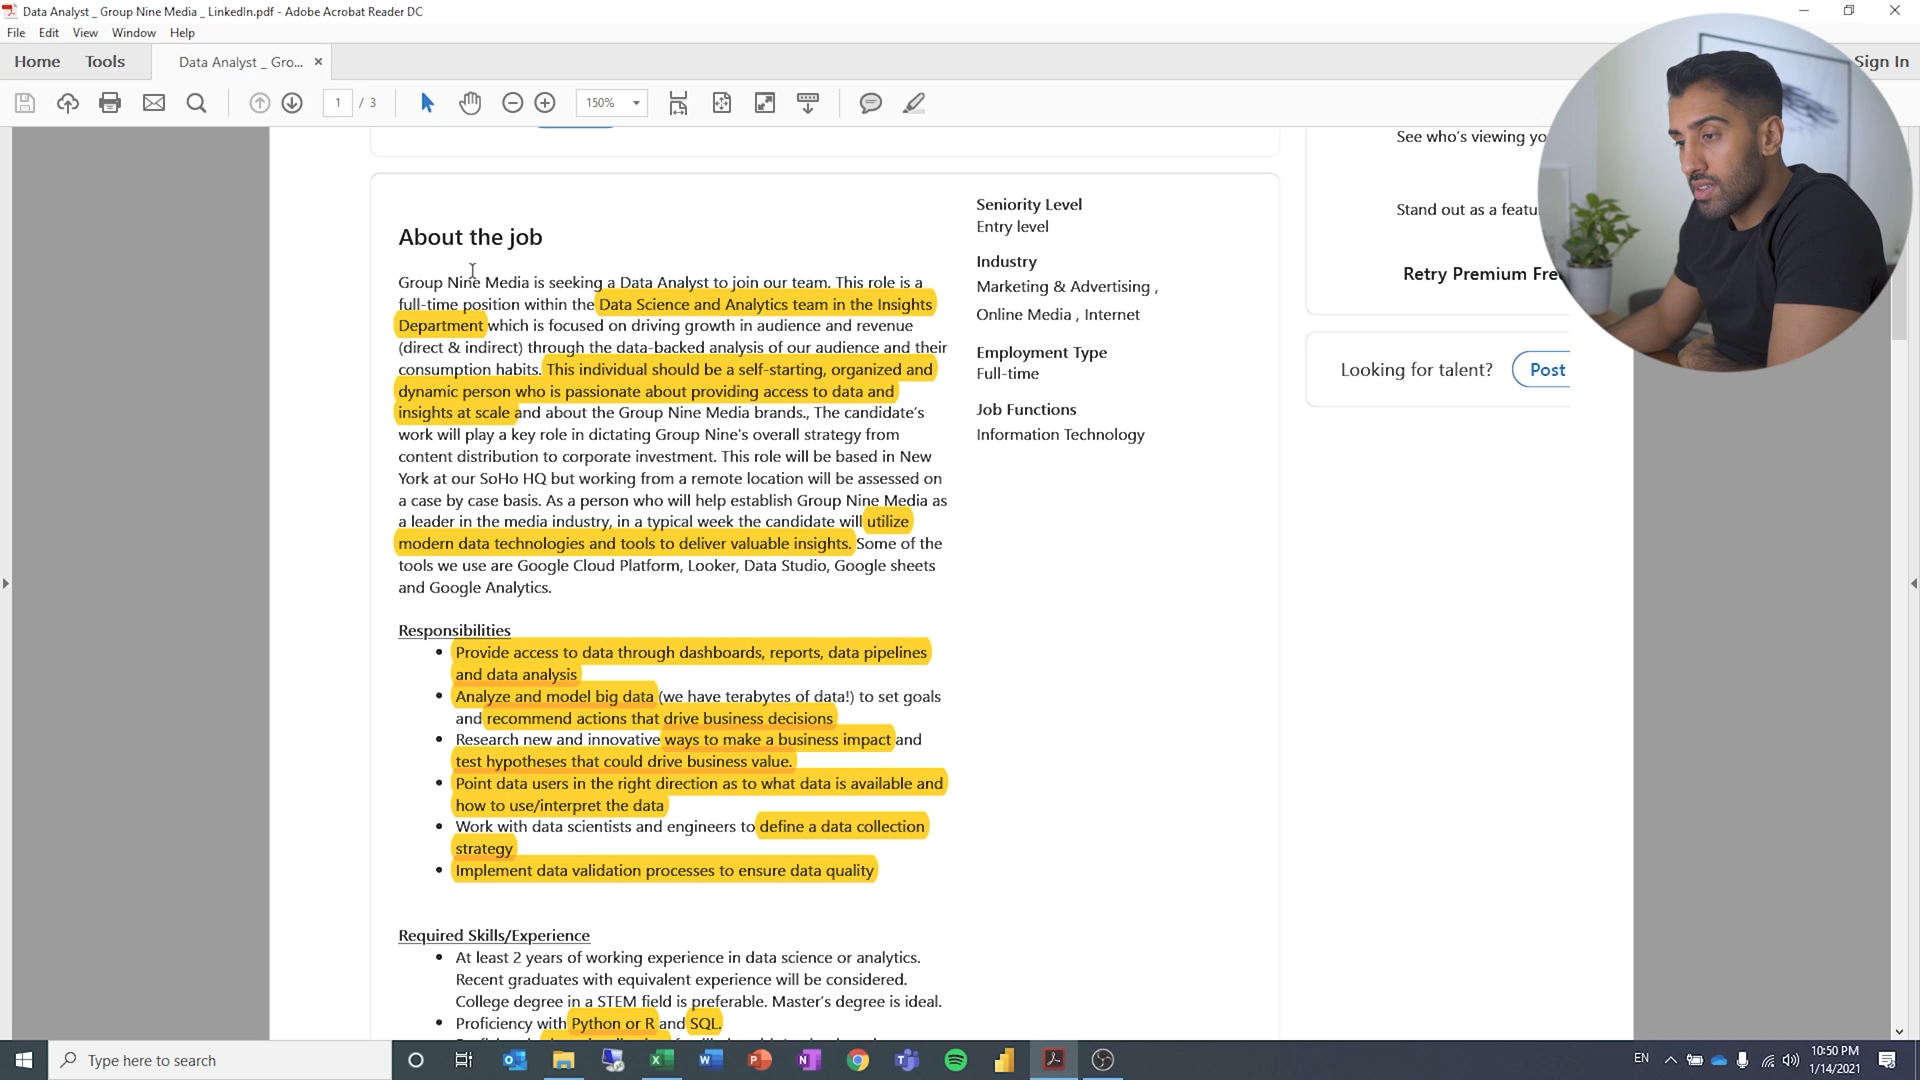 Data Analyst _ Group Nine Media _ LinkedIn.pdf - Adobe Acrobat Reader DC
File Edit View Window Help
Home Tools Data Analyst _ Gro... × Sign In
1 / 3 150%
See who's viewing yo
Stand out as a featu
Retry Premium Fre
Looking for talent? Post
About the job
Group Nine Media is seeking a Data Analyst to join our team. This role is a
full-time position within the Data Science and Analytics team in the Insights
Department which is focused on driving growth in audience and revenue
(direct & indirect) through the data-backed analysis of our audience and their
consumption habits. This individual should be a self-starting, organized and
dynamic person who is passionate about providing access to data and
insights at scale and about the Group Nine Media brands., The candidate's
work will play a key role in dictating Group Nine's overall strategy from
content distribution to corporate investment. This role will be based in New
York at our SoHo HQ but working from a remote location will be assessed on
a case by case basis. As a person who will help establish Group Nine Media as
a leader in the media industry, in a typical week the candidate will utilize
modern data technologies and tools to deliver valuable insights. Some of the
tools we use are Google Cloud Platform, Looker, Data Studio, Google sheets
and Google Analytics.
Seniority Level
Entry level
Industry
Marketing & Advertising ,
Online Media , Internet
Employment Type
Full-time
Job Functions
Information Technology
Responsibilities
• Provide access to data through dashboards, reports, data pipelines
and data analysis
• Analyze and model big data (we have terabytes of data!) to set goals
and recommend actions that drive business decisions
• Research new and innovative ways to make a business impact and
test hypotheses that could drive business value.
• Point data users in the right direction as to what data is available and
how to use/interpret the data
• Work with data scientists and engineers to define a data collection
strategy
• Implement data validation processes to ensure data quality
Required Skills/Experience
• At least 2 years of working experience in data science or analytics.
Recent graduates with equivalent experience will be considered.
College degree in a STEM field is preferable. Master's degree is ideal.
• Proficiency with Python or R and SQL.
Type here to search
EN
10:50 PM
1/14/2021